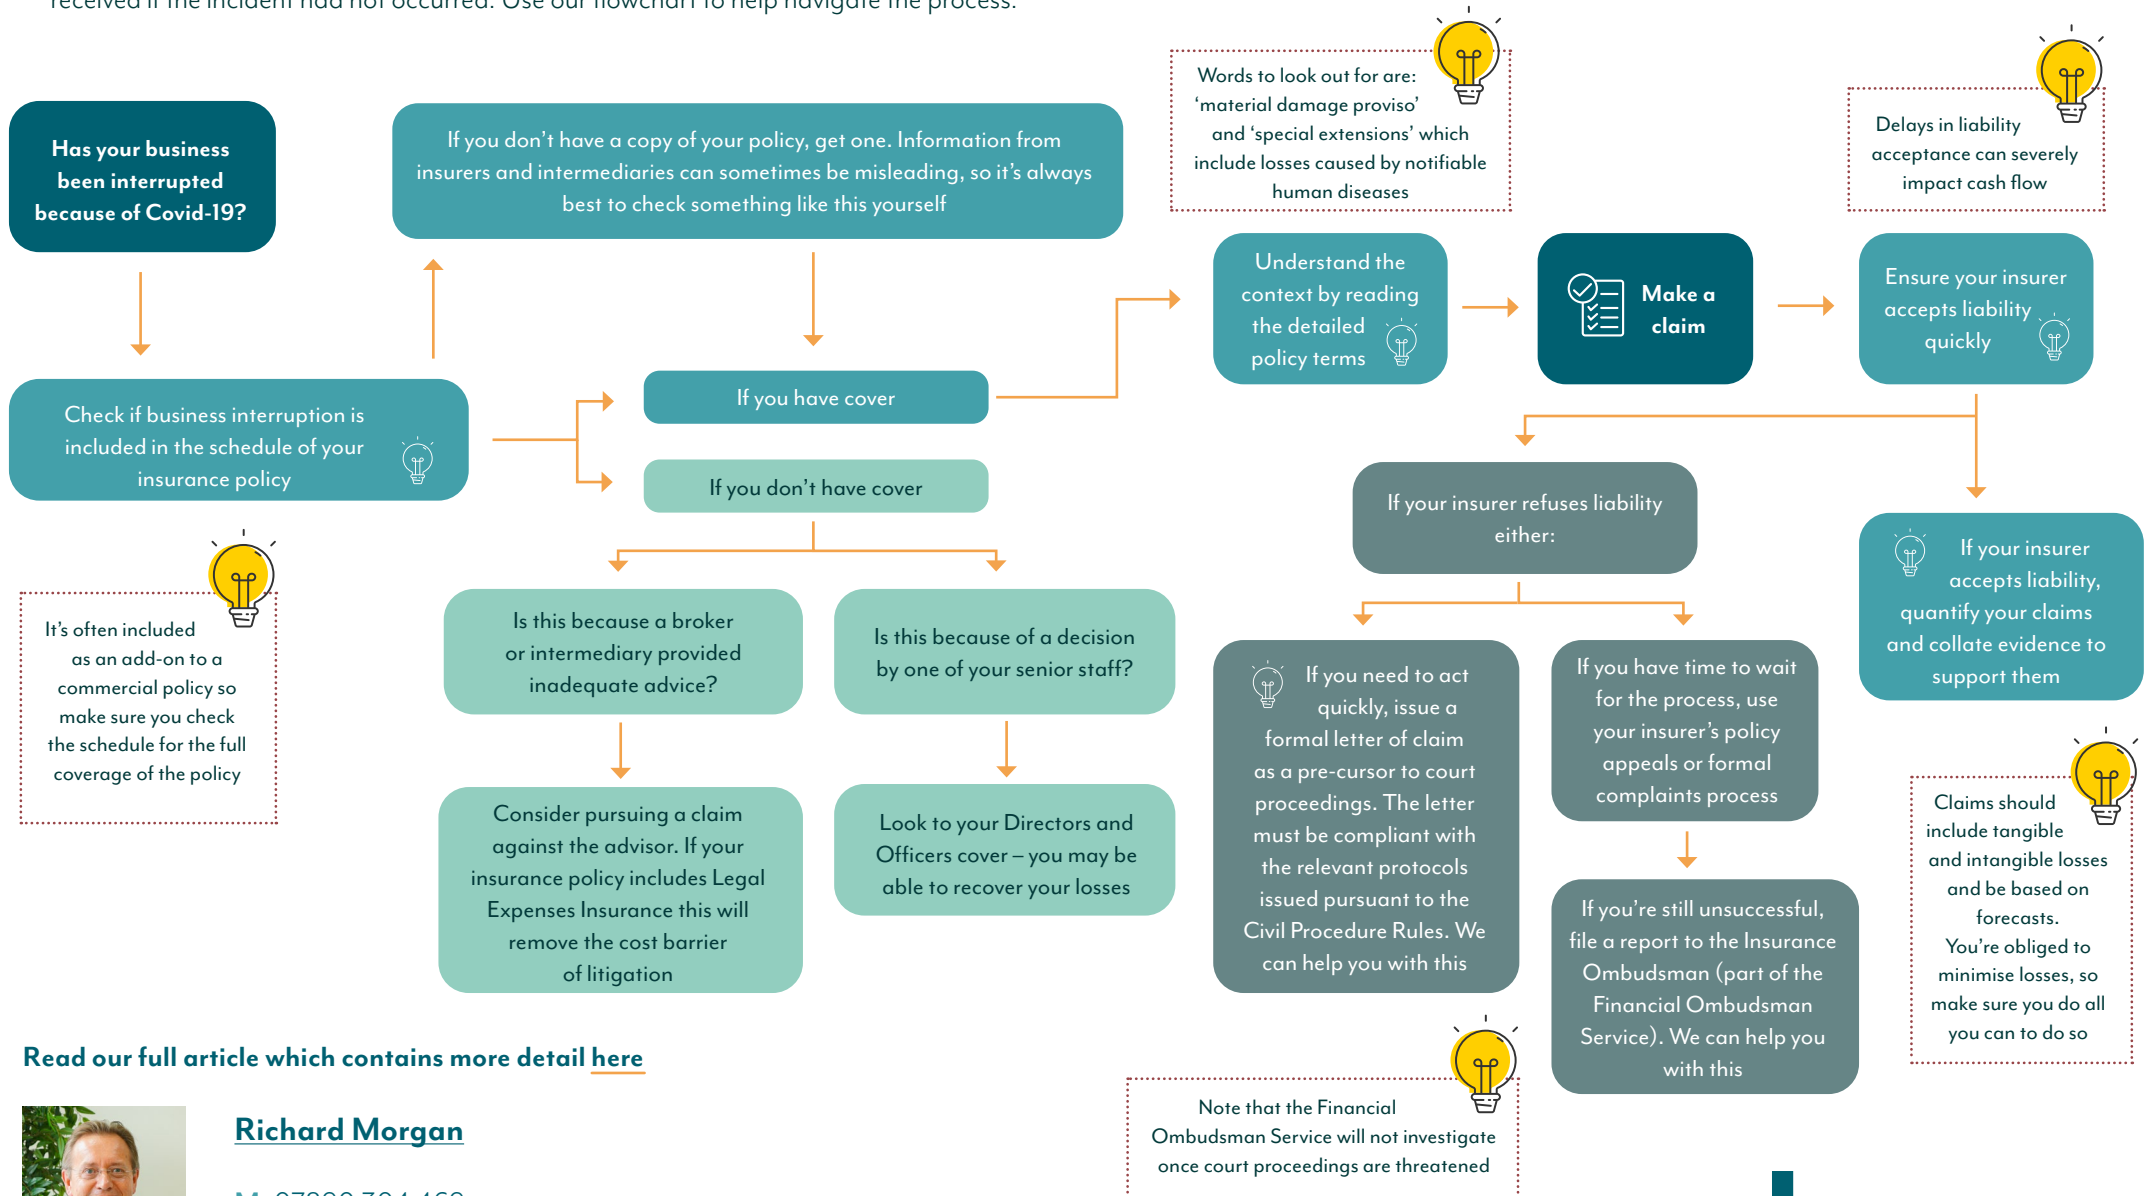 received if the incident had not occurred. Use our flowchart to help navigate the process.
Has your business
been interrupted
because of Covid-19?
If you don't have a copy of your policy, get one. Information from
insurers and intermediaries can sometimes be misleading, so it's always
best to check something like this yourself
Words to look out for are:
‘material damage proviso’
and ‘special extensions’ which
include losses caused by notifiable
human diseases
Delays in liability
acceptance can severely
impact cash flow
Check if business interruption is
included in the schedule of your
insurance policy
If you have cover
If you don't have cover
Understand the
context by reading
the detailed
policy terms
Make a
claim
Ensure your insurer
accepts liability
quickly
It's often included
as an add-on to a
commercial policy so
make sure you check
the schedule for the full
coverage of the policy
Is this because a broker
or intermediary provided
inadequate advice?
Is this because of a decision
by one of your senior staff?
Consider pursuing a claim
against the advisor. If your
insurance policy includes Legal
Expenses Insurance this will
remove the cost barrier
of litigation
Look to your Directors and
Officers cover – you may be
able to recover your losses
If your insurer refuses liability
either:
If your insurer
accepts liability,
quantify your claims
and collate evidence to
support them
If you need to act
quickly, issue a
formal letter of claim
as a pre-cursor to court
proceedings. The letter
must be compliant with
the relevant protocols
issued pursuant to the
Civil Procedure Rules. We
can help you with this
If you have time to wait
for the process, use
your insurer's policy
appeals or formal
complaints process
If you're still unsuccessful,
file a report to the Insurance
Ombudsman (part of the
Financial Ombudsman
Service). We can help you
with this
Claims should
include tangible
and intangible losses
and be based on
forecasts.
You're obliged to
minimise losses, so
make sure you do all
you can to do so
Note that the Financial
Ombudsman Service will not investigate
once court proceedings are threatened
Read our full article which contains more detail here
Richard Morgan